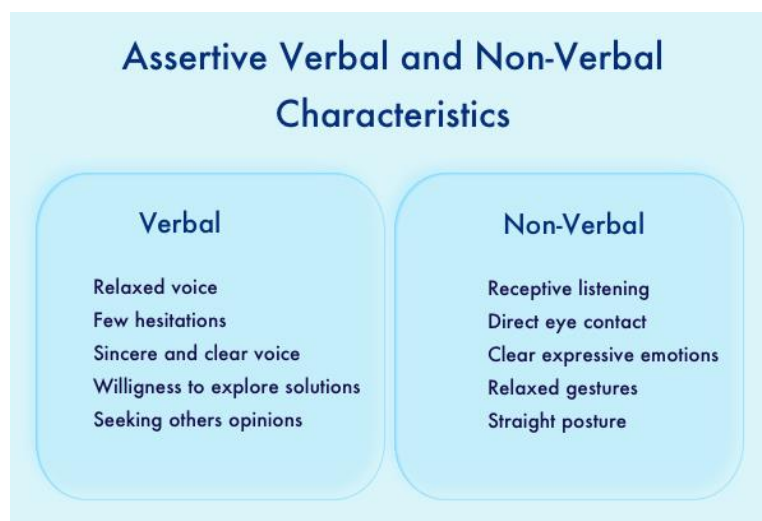 Assertive Verbal and Non-Verbal
Characteristics
Verbal
Relaxed voice
Few hesitations
Sincere and clear voice
Willigness to explore solutions
Seeking others opinions
Non-Verbal
Receptive listening
Direct eye contact
Clear expressive emotions
Relaxed gestures
Straight posture